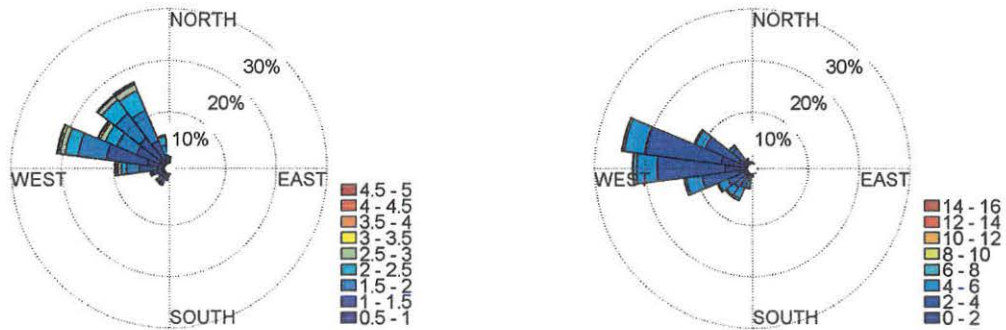 NORTH
30%
20%
10%
WEST
EAST
SOUTH
4.5 - 5
4 - 4.5
3.5 - 4
3 - 3.5
2.5 - 3
2 - 2.5
1.5 - 2
1 - 1.5
0.5 - 1
NORTH
30%
20%
10%
WEST
EAST
SOUTH
14 - 16
12 - 14
10 - 12
8 - 10
6 - 8
4 - 6
2 - 4
0 - 2